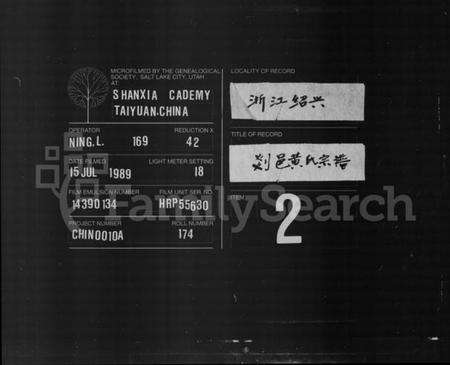 MICROFILMED BY THE GENEALOGICAL
SOCIETY, SALT LAKE CITY, UTAH
AT:
SHANXIA CADEMY
TAIYUAN.CHINA
OPERATOR
REDUCTION X
NING.L. 169 42
DATE FILMED
LIGHT METER SETTING
15 JUL 1989 18
FILM EMULSION NUMBER
FILM UNIT SER. NO.
14390 134 HRP55630
PROJECT NUMBER
ROLL NUMBER
CHIN0010A 174
LOCALITY OF RECORD
浙江绍兴
TITLE OF RECORD
剡邑黄氏宗谱
ITEM
2
FamilySearch